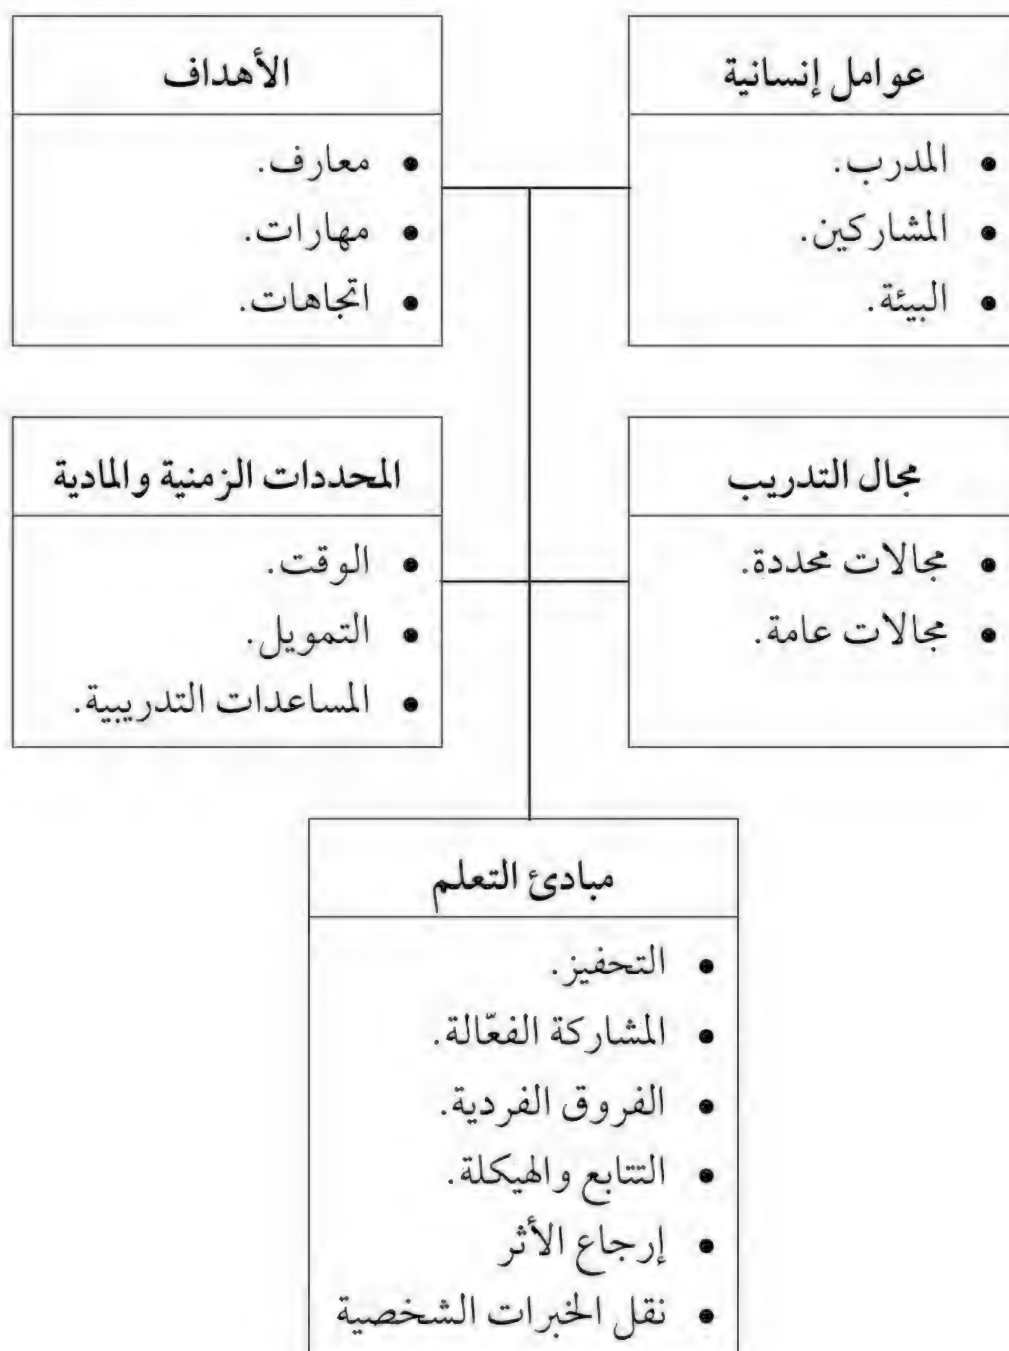 عوامل إنسانية
• المدرب.
• المشاركين.
• البيئة.
الأهداف
• معارف.
• مهارات.
• اتجاهات.
مجال التدريب
• مجالات محددة.
• مجالات عامة.
المحددات الزمنية والمادية
• الوقت.
• التمويل.
• المساعدات التدريبية.
مبادئ التعلم
• التحفيز.
• المشاركة الفعّالة.
• الفروق الفردية.
• التتابع والهيكلة.
• إرجاع الأثر
• نقل الخبرات الشخصية